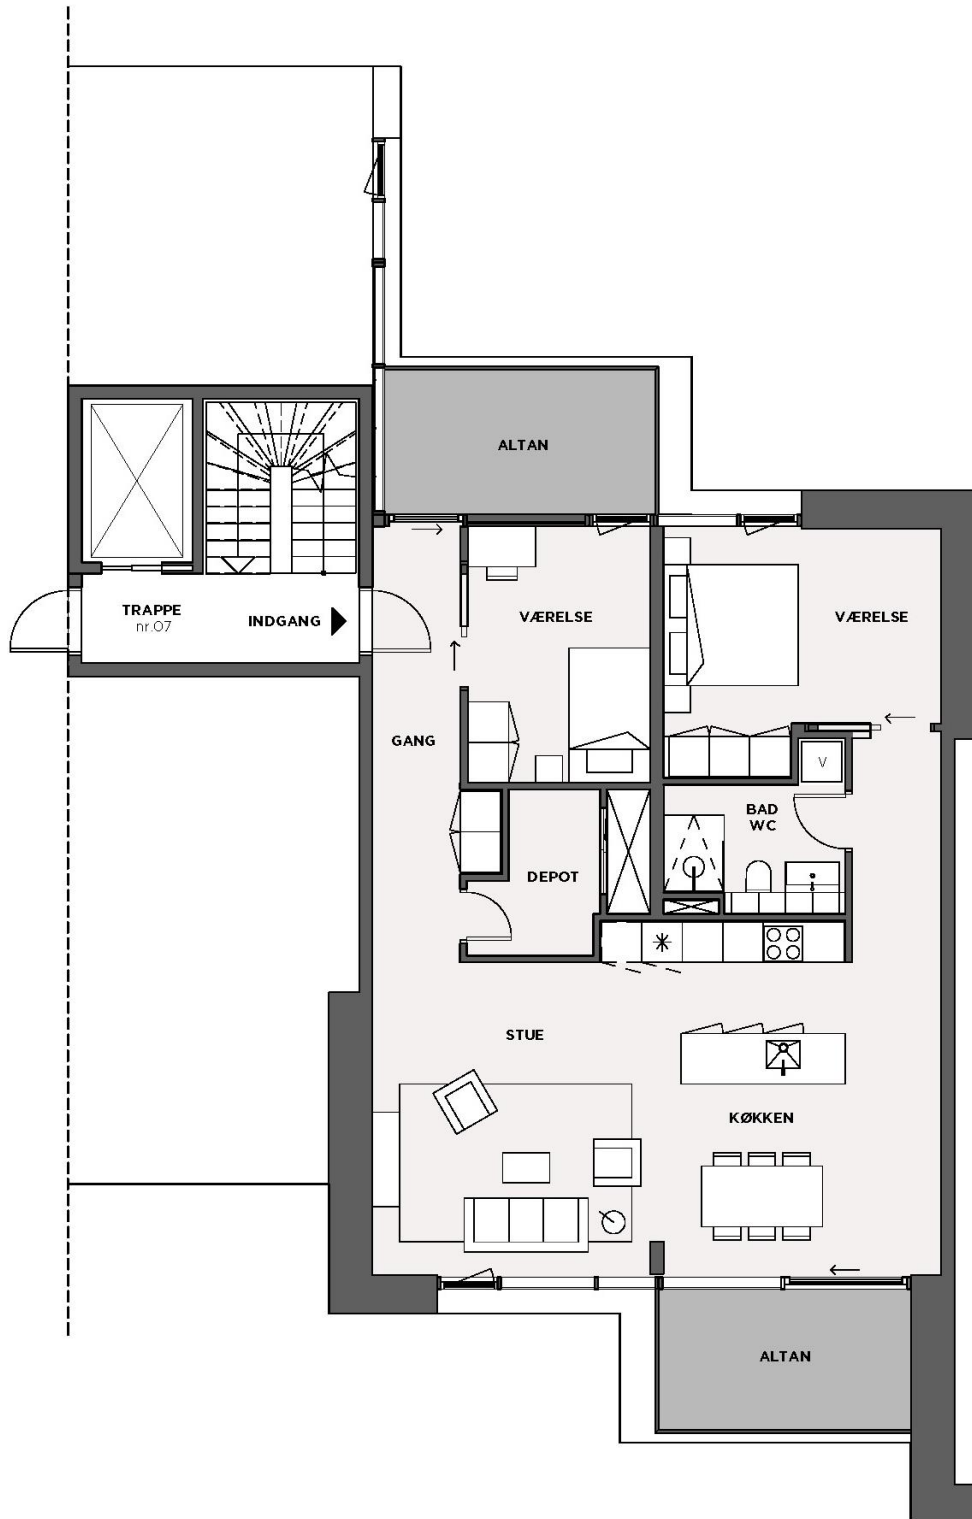 ALTAN
TRAPPE
nr.07
INDGANG
VÆRELSE
VÆRELSE
GANG
V
BAD
WC
DEPOT
STUE
KØKKEN
ALTAN